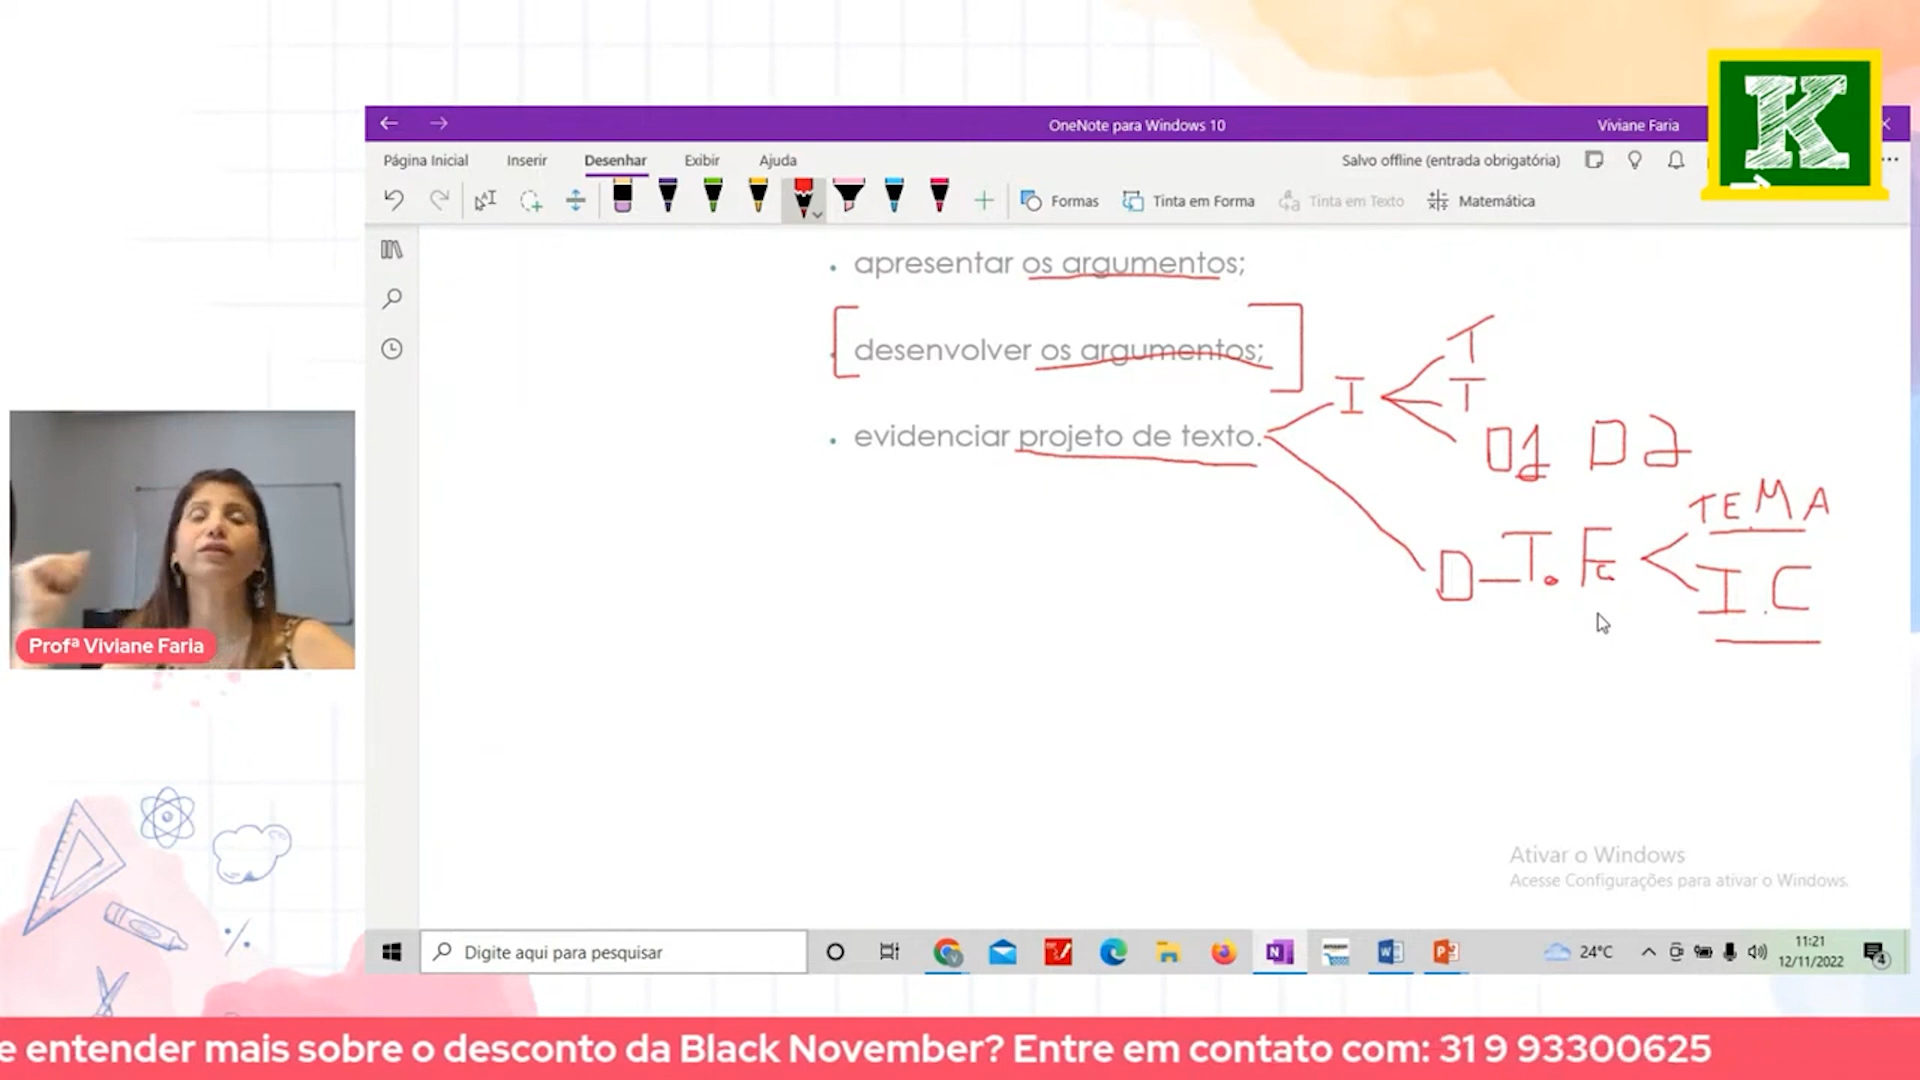 K
OneNote para Windows 10
Viviane Faria
Página Inicial
Inserir
Desenhar
Exibir
Ajuda
Salvo offline (entrada obrigatória)
Formas
Tinta em Forma
Tinta em Texto
Matemática
• apresentar os argumentos;
• desenvolver os argumentos;
• evidenciar projeto de texto.
I
T
T
D1 D2
D-T.F.
TEMA
I.C
Profª Viviane Faria
Ativar o Windows
Acesse Configurações para ativar o Windows.
Digite aqui para pesquisar
24°C
11:21
12/11/2022
4
e entender mais sobre o desconto da Black November? Entre em contato com: 31 9 93300625